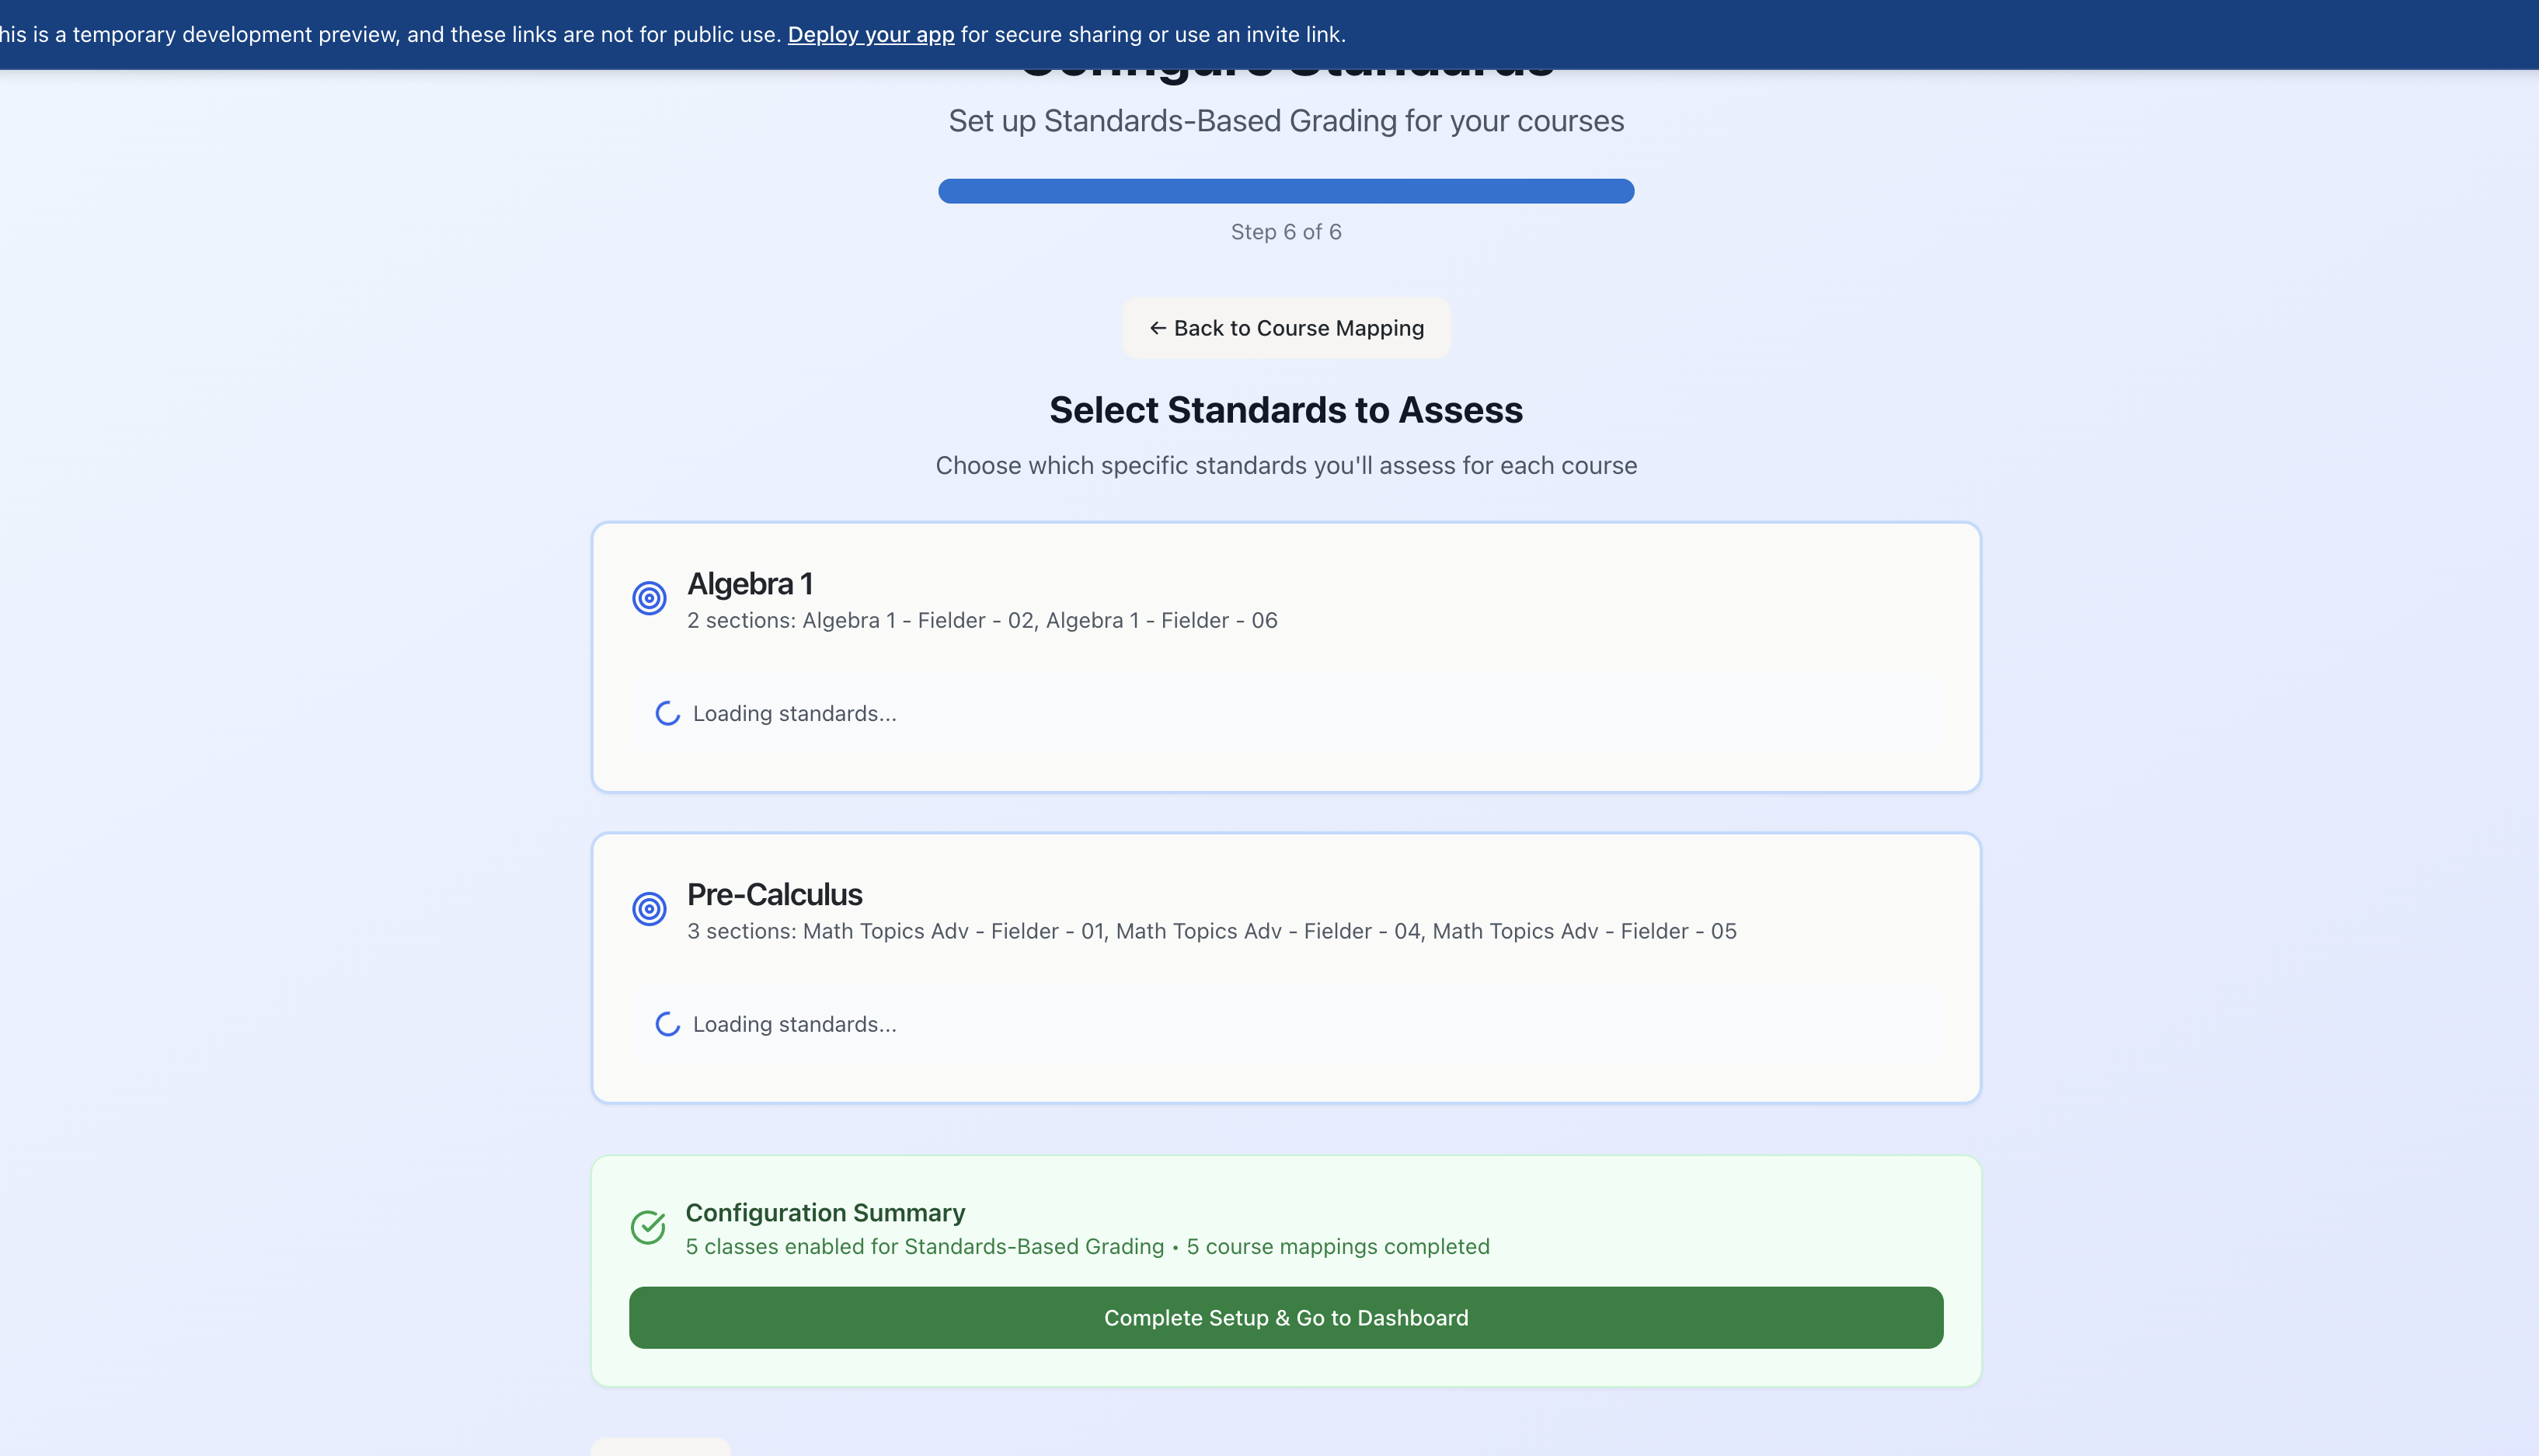 his is a temporary development preview, and these links are not for public use. Deploy your app for secure sharing or use an invite link.
Configure Standards
Set up Standards-Based Grading for your courses
Step 6 of 6
← Back to Course Mapping
Select Standards to Assess
Choose which specific standards you'll assess for each course
Algebra 1
2 sections: Algebra 1 - Fielder - 02, Algebra 1 - Fielder - 06
Loading standards...
Pre-Calculus
3 sections: Math Topics Adv - Fielder - 01, Math Topics Adv - Fielder - 04, Math Topics Adv - Fielder - 05
Loading standards...
Configuration Summary
5 classes enabled for Standards-Based Grading • 5 course mappings completed
Complete Setup & Go to Dashboard